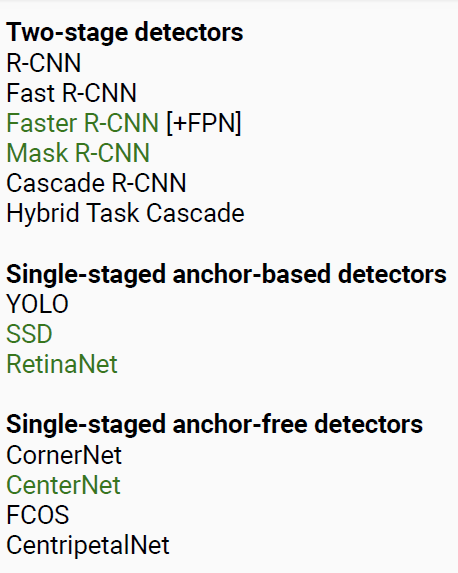 Two-stage detectors
R-CNN
Fast R-CNN
Faster R-CNN [+FPN]
Mask R-CNN
Cascade R-CNN
Hybrid Task Cascade
Single-staged anchor-based detectors
YOLO
SSD
RetinaNet
Single-staged anchor-free detectors
CornerNet
CenterNet
FCOS
CentripetalNet